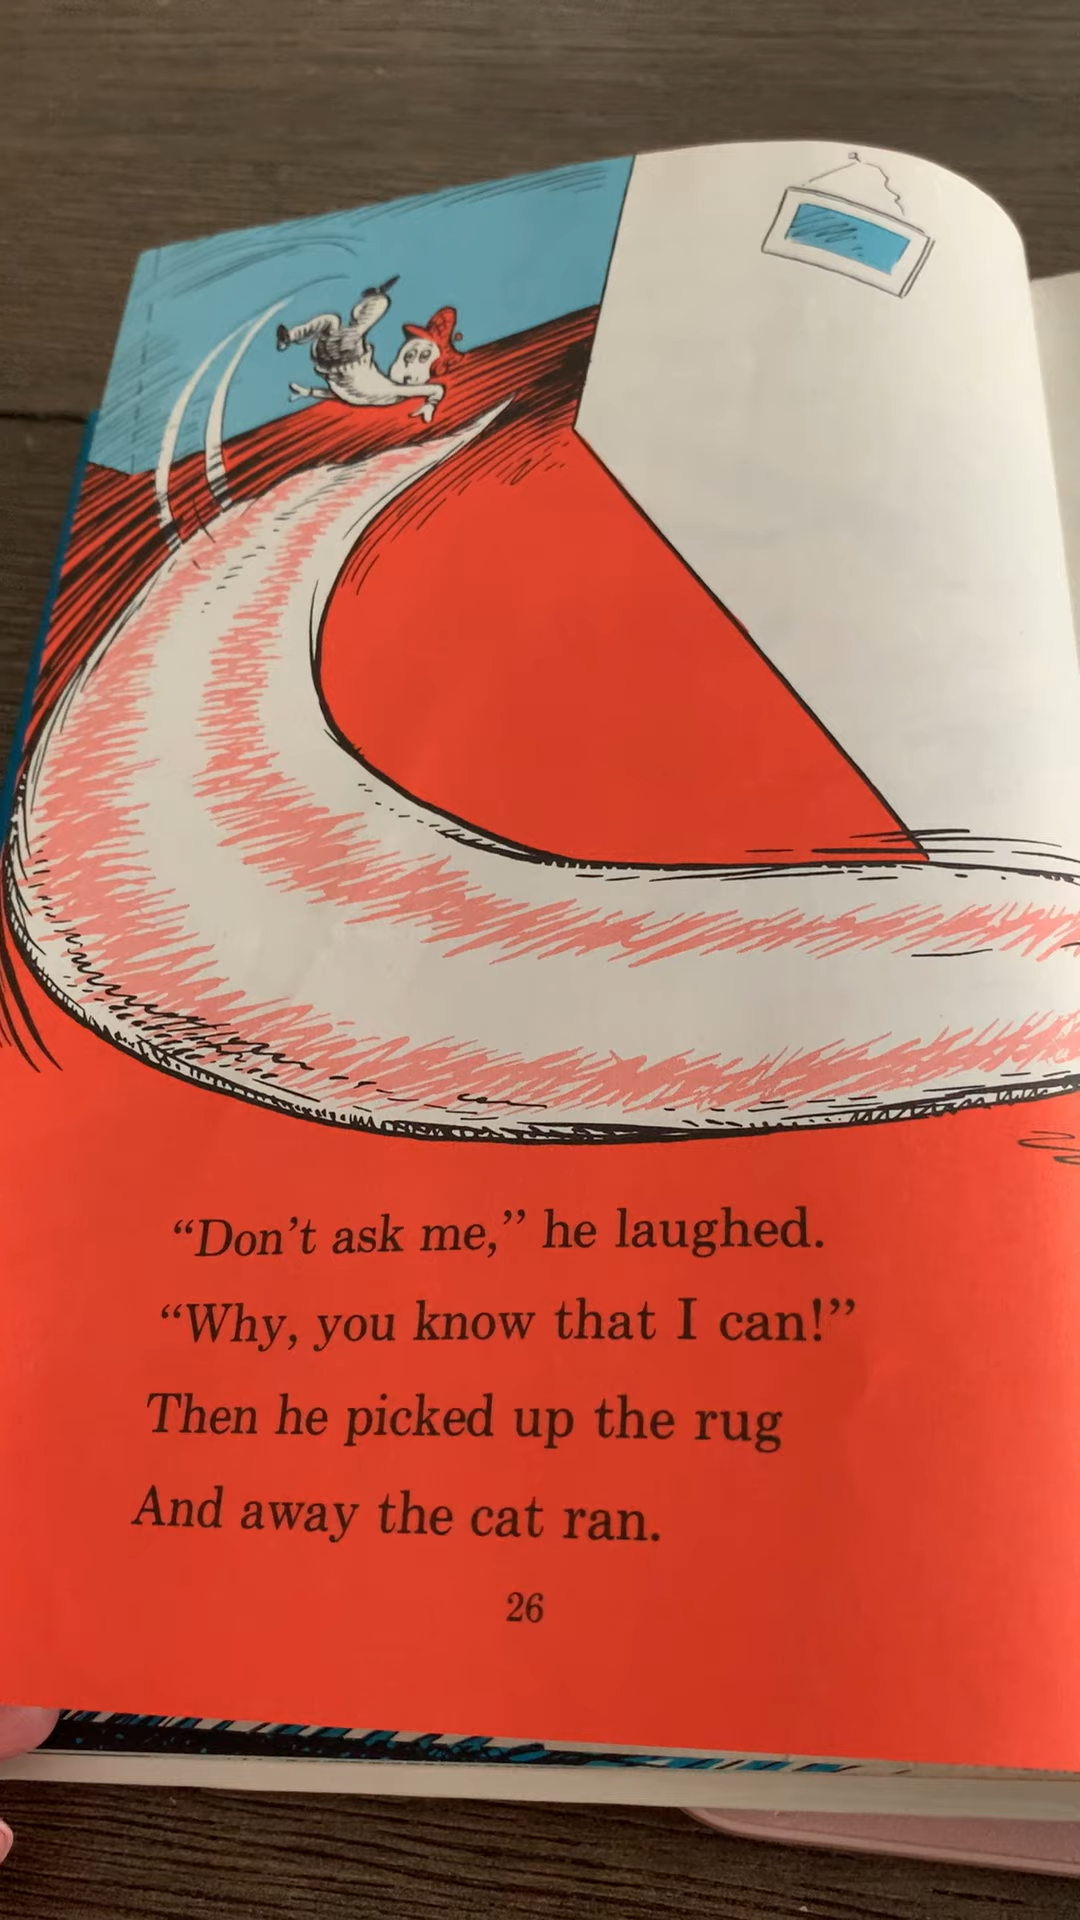 “Don’t ask me,” he laughed.
“Why, you know that I can!”
Then he picked up the rug
And away the cat ran.
26